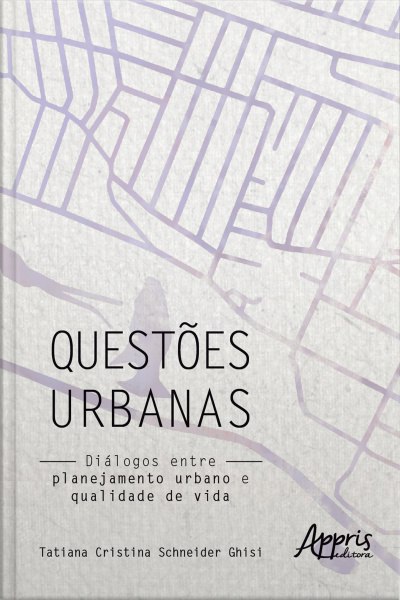 QUESTÕES
URBANAS
Diálogos entre
planejamento urbano e
qualidade de vida
Tatiana Cristina Schneider Ghisi
Appris
editora